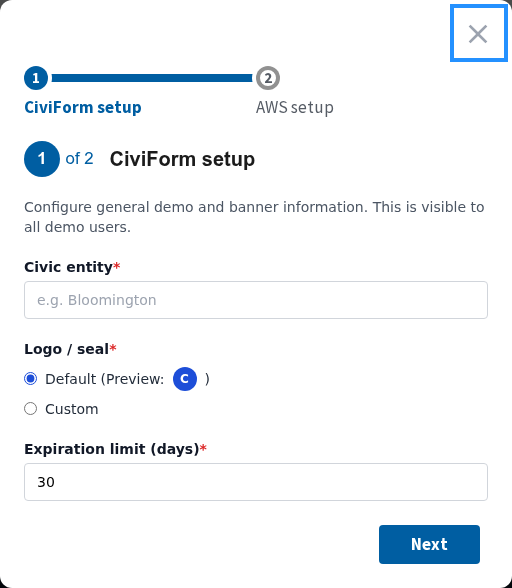 1 2
CiviForm setup AWS setup
1 of 2 CiviForm setup
Configure general demo and banner information. This is visible to
all demo users.
Civic entity*
e.g. Bloomington
Logo / seal*
Default (Preview: C )
Custom
Expiration limit (days)*
30
Next